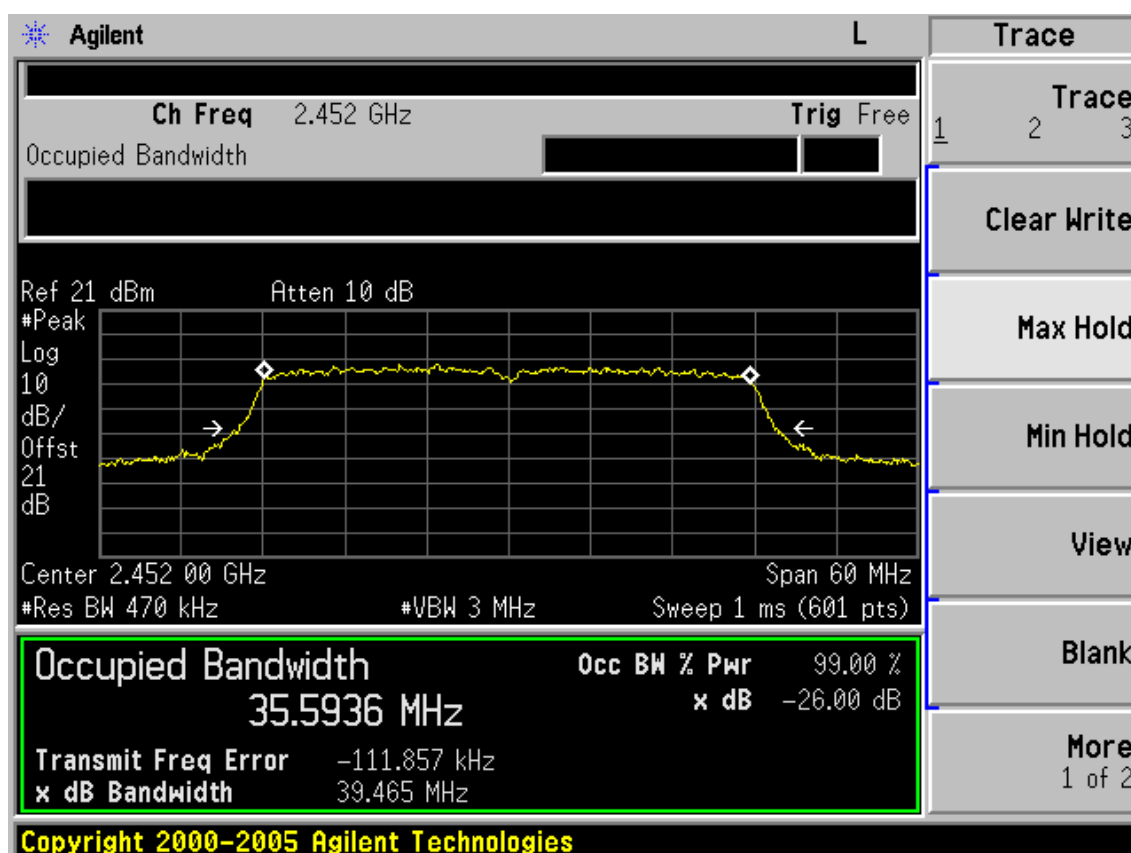 Agilent L Trace
Ch Freq 2.452 GHz Trig Free
Occupied Bandwidth
Ref 21 dBm Atten 10 dB
#Peak
Log
10
dB/
Offst
21
dB
Center 2.452 00 GHz Span 60 MHz
#Res BW 470 kHz #VBW 3 MHz Sweep 1 ms (601 pts)
Occupied Bandwidth Occ BW % Pwr 99.00 %
35.5936 MHz x dB -26.00 dB
Transmit Freq Error -111.857 kHz
x dB Bandwidth 39.465 MHz
Copyright 2000-2005 Agilent Technologies
Trace
1 2 3
Clear Write
Max Hold
Min Hold
View
Blank
More
1 of 2